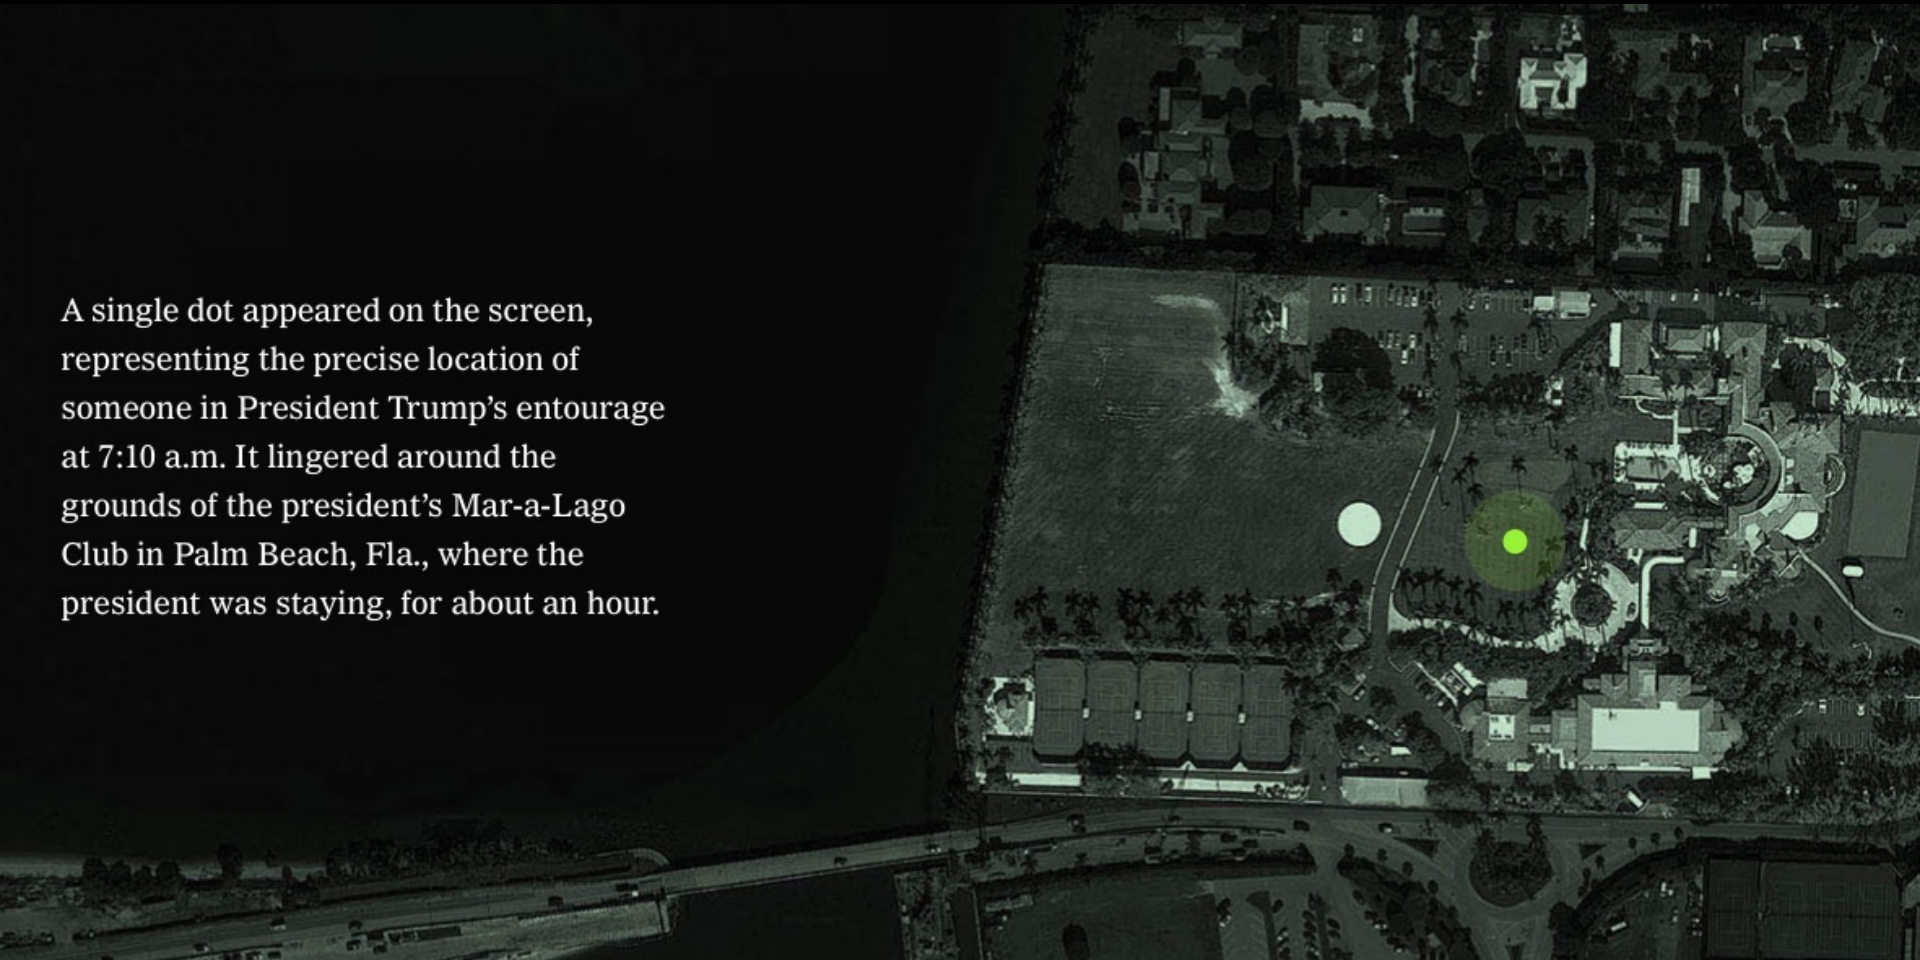 A single dot appeared on the screen,
representing the precise location of
someone in President Trump’s entourage
at 7:10 a.m. It lingered around the
grounds of the president’s Mar-a-Lago
Club in Palm Beach, Fla., where the
president was staying, for about an hour.